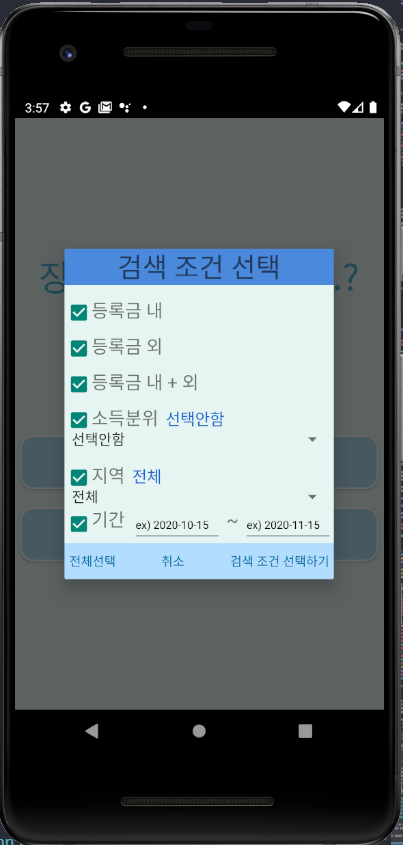 3:57
장 .?
검색 조건 선택
등록금 내
등록금 외
등록금 내 + 외
소득분위 선택안함
선택안함
지역 전체
전체
기간 ex) 2020-10-15 ~ ex) 2020-11-15
전체선택 취소 검색 조건 선택하기